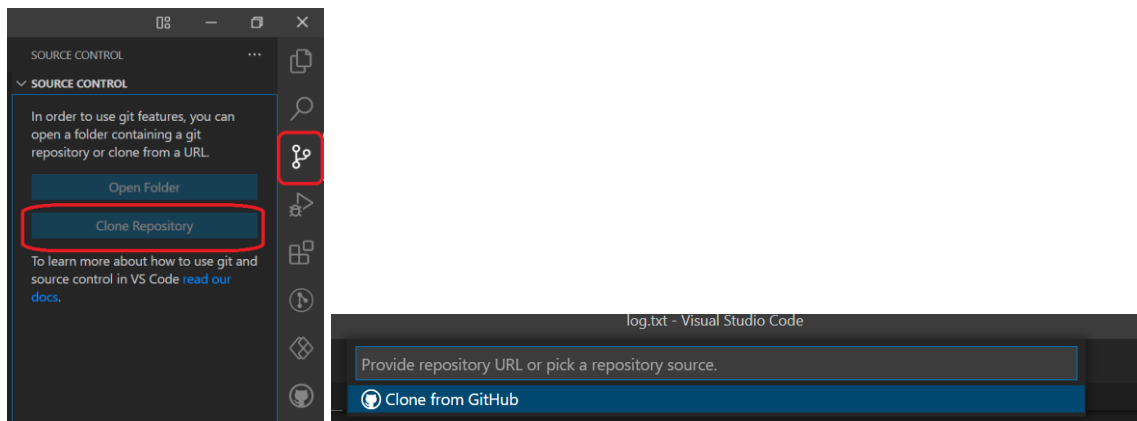 SOURCE CONTROL
SOURCE CONTROL
In order to use git features, you can
open a folder containing a git
repository or clone from a URL.
Open Folder
Clone Repository
To learn more about how to use git and
source control in VS Code read our
docs.
log.txt - Visual Studio Code
Provide repository URL or pick a repository source.
Clone from GitHub